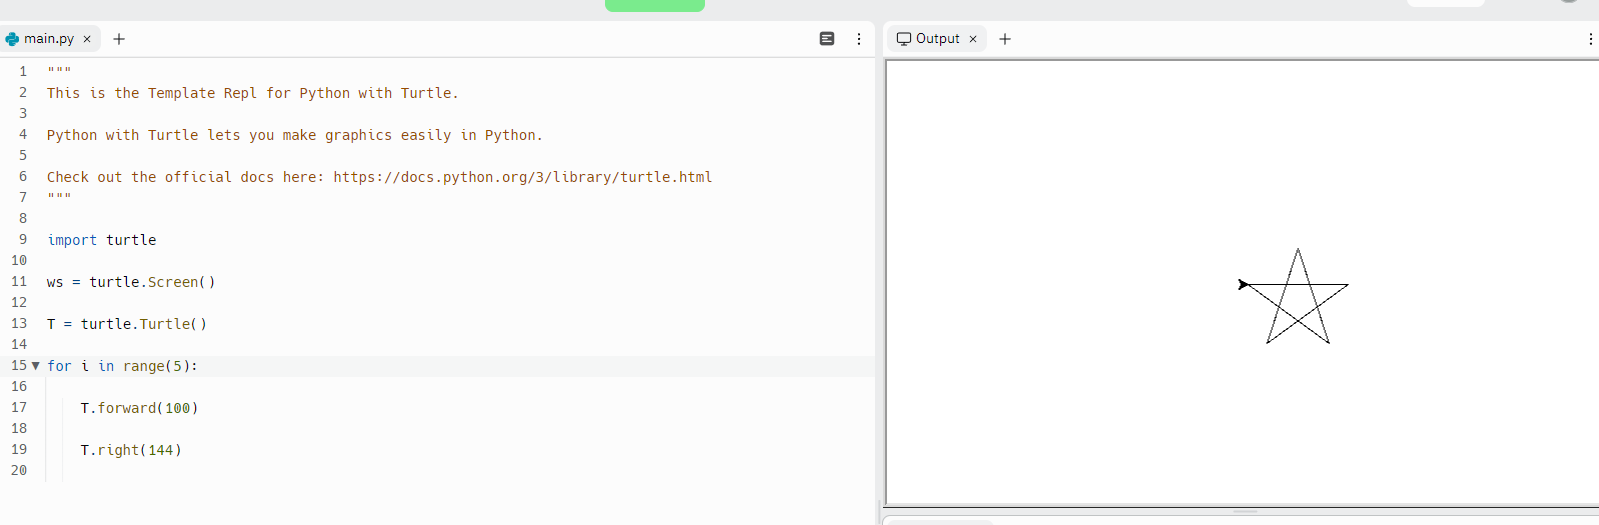 main.py × +
1 """
2 This is the Template Repl for Python with Turtle.
3
4 Python with Turtle lets you make graphics easily in Python.
5
6 Check out the official docs here: https://docs.python.org/3/library/turtle.html
7 """
8
9 import turtle
10
11 ws = turtle.Screen()
12
13 T = turtle.Turtle()
14
15 for i in range(5):
16
17     T.forward(100)
18
19     T.right(144)
20
Output × +